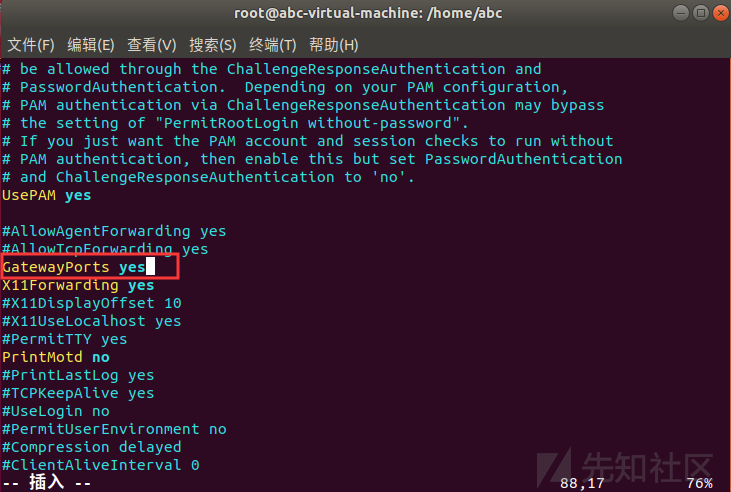 root@abc-virtual-machine: /home/abc
文件(F) 编辑(E) 查看(V) 搜索(S) 终端(T) 帮助(H)
# be allowed through the ChallengeResponseAuthentication and
# PasswordAuthentication.  Depending on your PAM configuration,
# PAM authentication via ChallengeResponseAuthentication may bypass
# the setting of "PermitRootLogin without-password".
# If you just want the PAM account and session checks to run without
# PAM authentication, then enable this but set PasswordAuthentication
# and ChallengeResponseAuthentication to 'no'.
UsePAM yes
#AllowAgentForwarding yes
#AllowTcpForwarding yes
GatewayPorts yes
X11Forwarding yes
#X11DisplayOffset 10
#X11UseLocalhost yes
#PermitTTY yes
PrintMotd no
#PrintLastLog yes
#TCPKeepAlive yes
#UseLogin no
#PermitUserEnvironment no
#Compression delayed
#ClientAliveInterval 0
先知社区
-- 插入 -- 88,17 76%